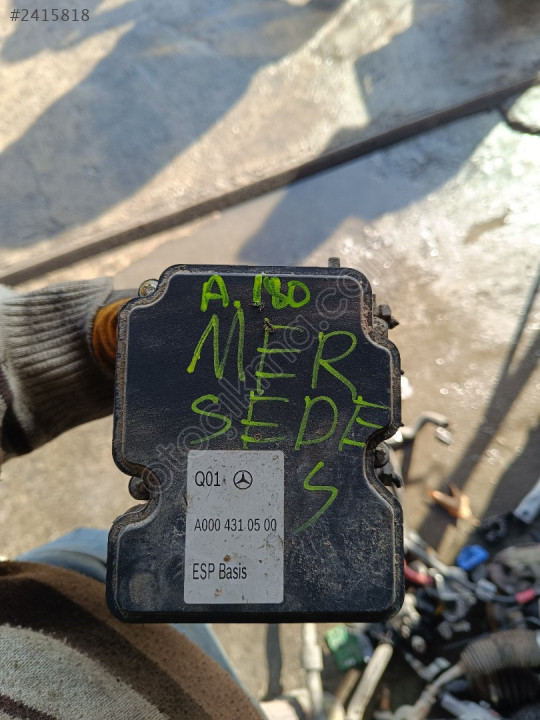 #2415818
A.180
MER
SEDE
S
Q01
A000 431 05 00
ESP Basis